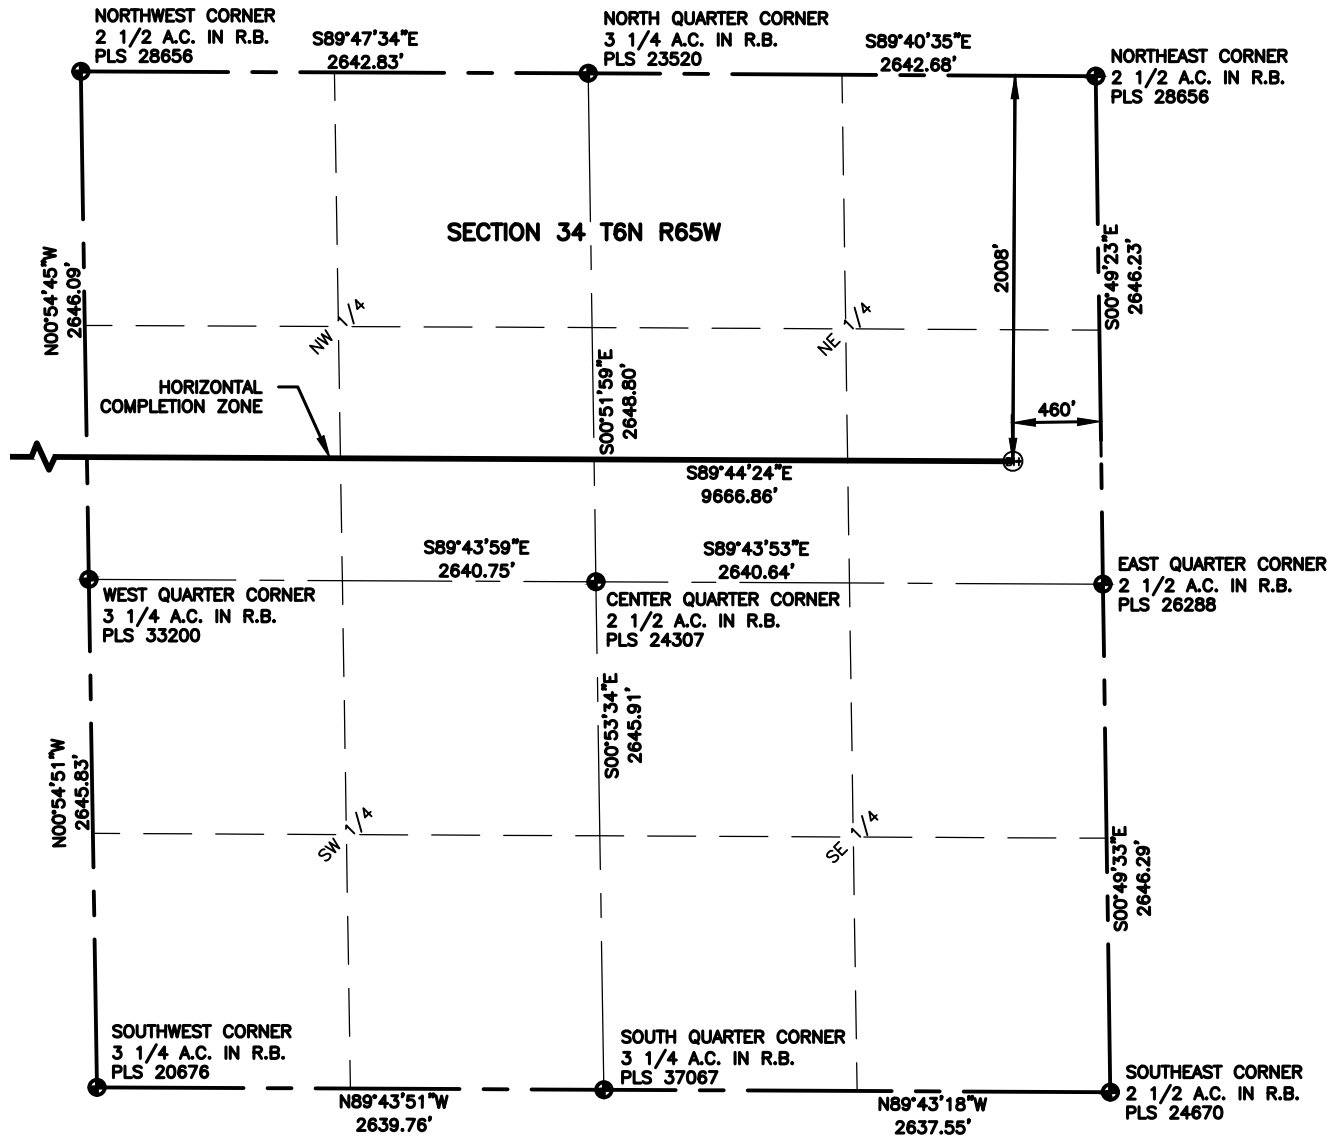 NORTHWEST CORNER
2 1/2 A.C. IN R.B.
PLS 28656
S89°47'34"E
2642.83'
NORTH QUARTER CORNER
3 1/4 A.C. IN R.B.
PLS 23520
S89°40'35"E
2642.68'
NORTHEAST CORNER
2 1/2 A.C. IN R.B.
PLS 28656
SECTION 34 T6N R65W
N00°54'45"W
2646.09'
NW 1/4
NE 1/4
2008'
S00°49'23"E
2646.23'
HORIZONTAL
COMPLETION ZONE
S00°51'59"E
2648.80'
460'
S89°44'24"E
9666.86'
BH
S89°43'59"E
2640.75'
S89°43'53"E
2640.64'
WEST QUARTER CORNER
3 1/4 A.C. IN R.B.
PLS 33200
CENTER QUARTER CORNER
2 1/2 A.C. IN R.B.
PLS 24307
EAST QUARTER CORNER
2 1/2 A.C. IN R.B.
PLS 26288
N00°54'51"W
2645.83'
S00°53'34"E
2645.91'
SW 1/4
SE 1/4
S00°49'33"E
2646.29'
SOUTHWEST CORNER
3 1/4 A.C. IN R.B.
PLS 20676
N89°43'51"W
2639.76'
SOUTH QUARTER CORNER
3 1/4 A.C. IN R.B.
PLS 37067
N89°43'18"W
2637.55'
SOUTHEAST CORNER
2 1/2 A.C. IN R.B.
PLS 24670